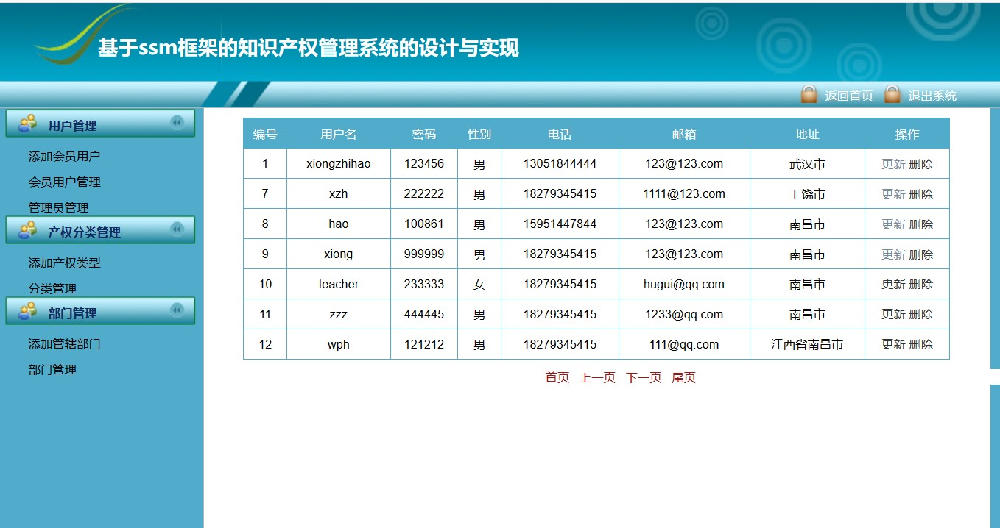 基于ssm框架的知识产权管理系统的设计与实现
返回首页 退出系统
用户管理
添加会员用户
会员用户管理
管理员管理
产权分类管理
添加产权类型
分类管理
部门管理
添加管辖部门
部门管理
编号 用户名 密码 性别 电话 邮箱 地址 操作
1 xiongzhihao 123456 男 13051844444 123@123.com 武汉市 更新 删除
7 xzh 222222 男 18279345415 1111@123.com 上饶市 更新 删除
8 hao 100861 男 15951447844 123@123.com 南昌市 更新 删除
9 xiong 999999 男 18279345415 123@123.com 南昌市 更新 删除
10 teacher 233333 女 18279345415 hugui@qq.com 南昌市 更新 删除
11 zzz 444445 男 18279345415 1233@qq.com 南昌市 更新 删除
12 wph 121212 男 18279345415 111@qq.com 江西省南昌市 更新 删除
首页 上一页 下一页 尾页